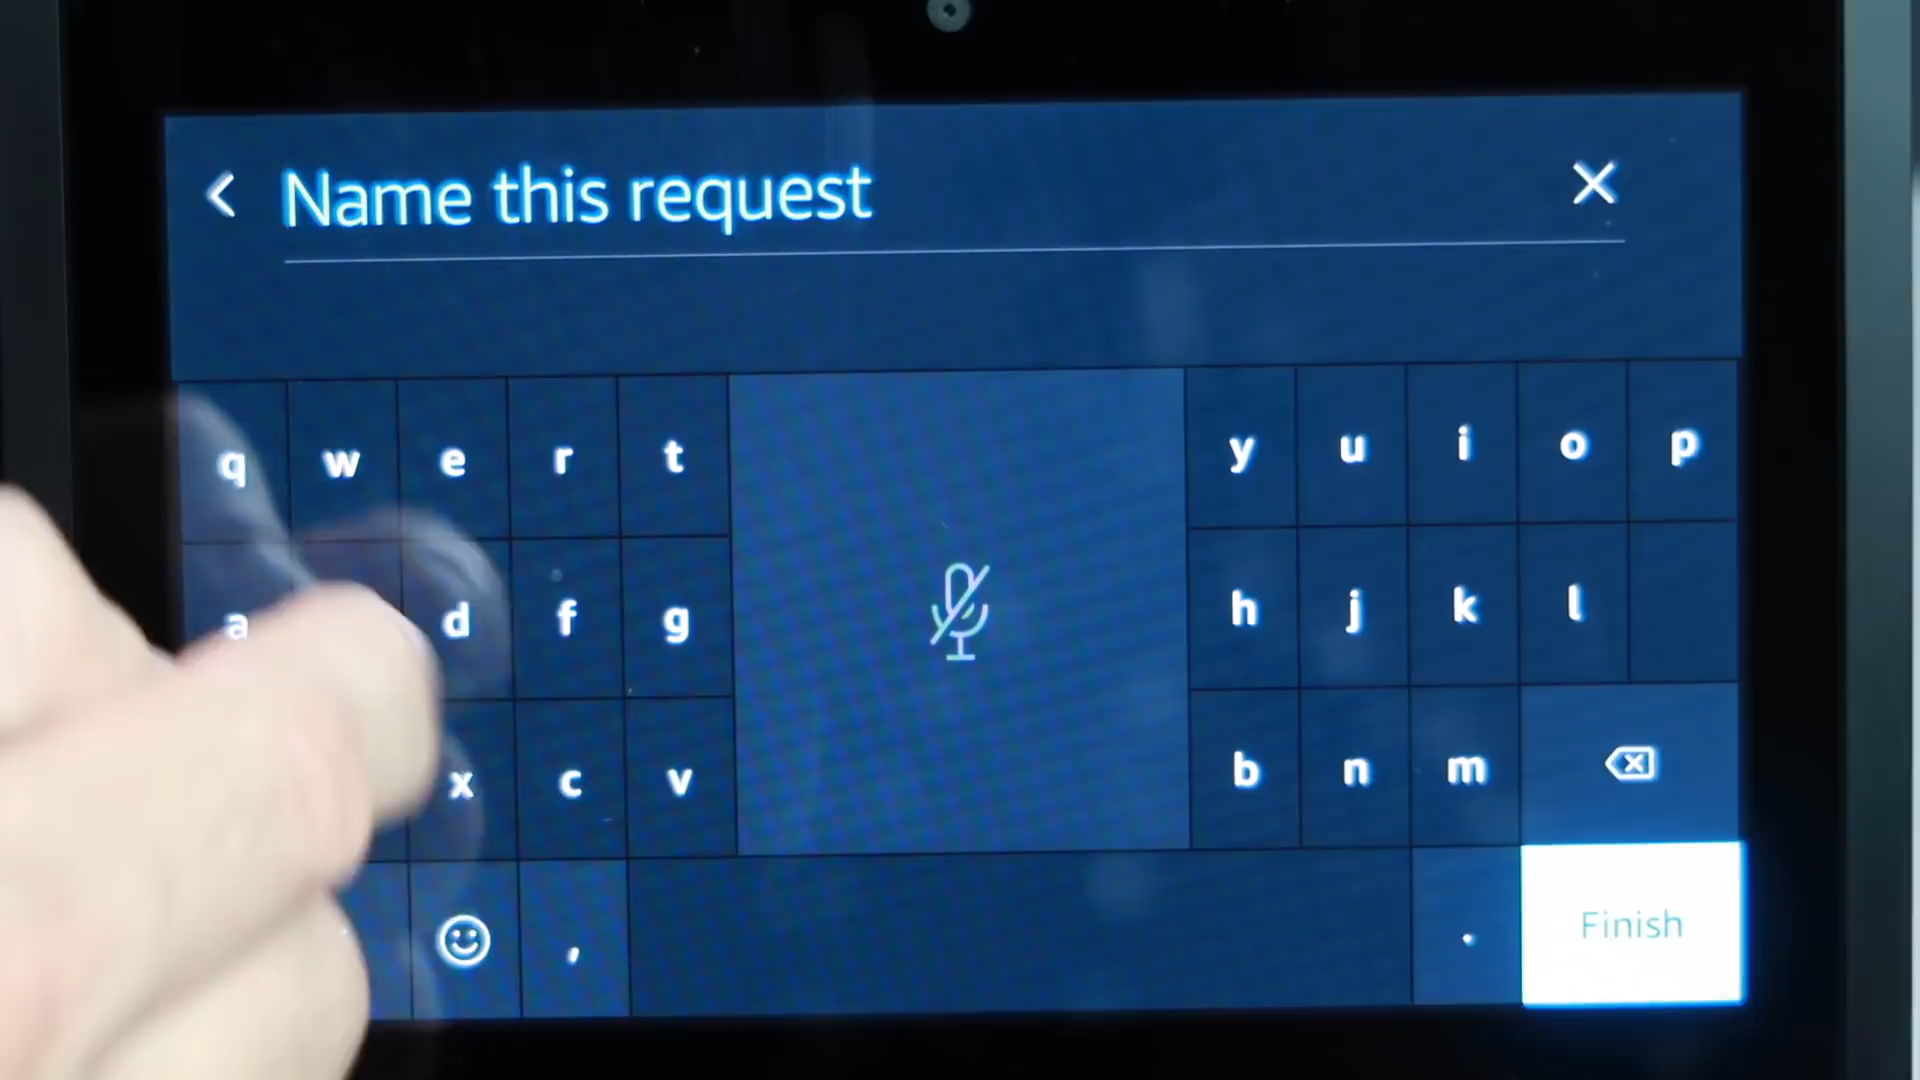 Name this request
q w e r t y u i o p
a d f g h j k l
x c v b n m
, . Finish